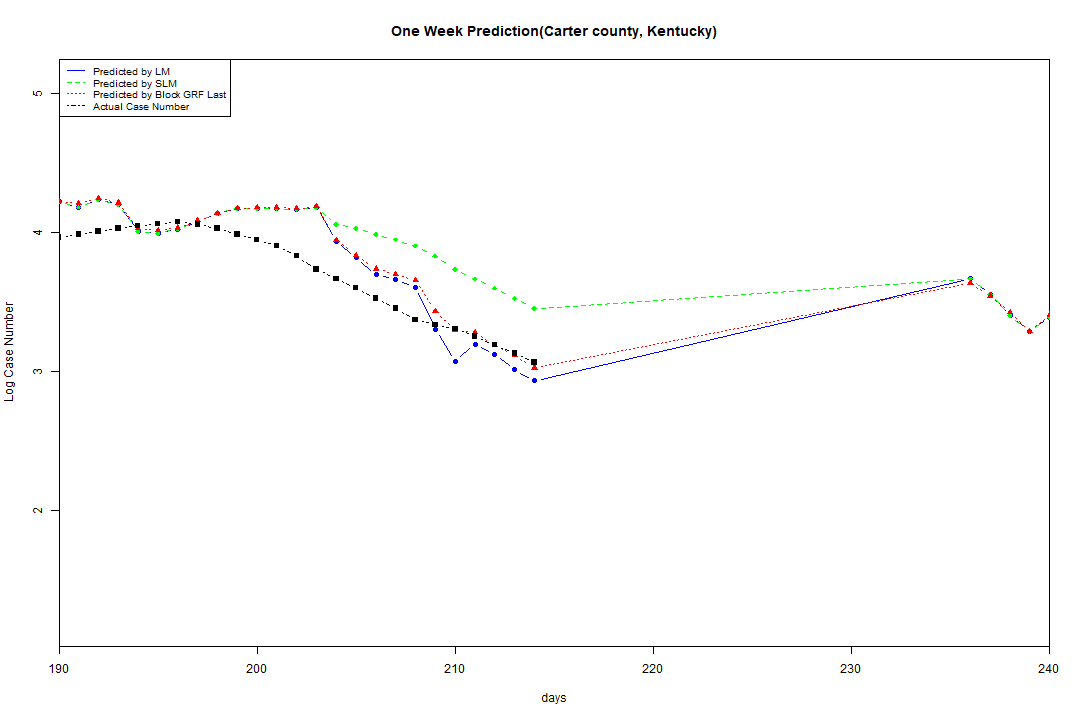 One Week Prediction(Carter county, Kentucky)
Predicted by LM
Predicted by SLM
Predicted by Block GRF Last
Actual Case Number
5
4
3
2
Log Case Number
190 200 210 220 230 240
days